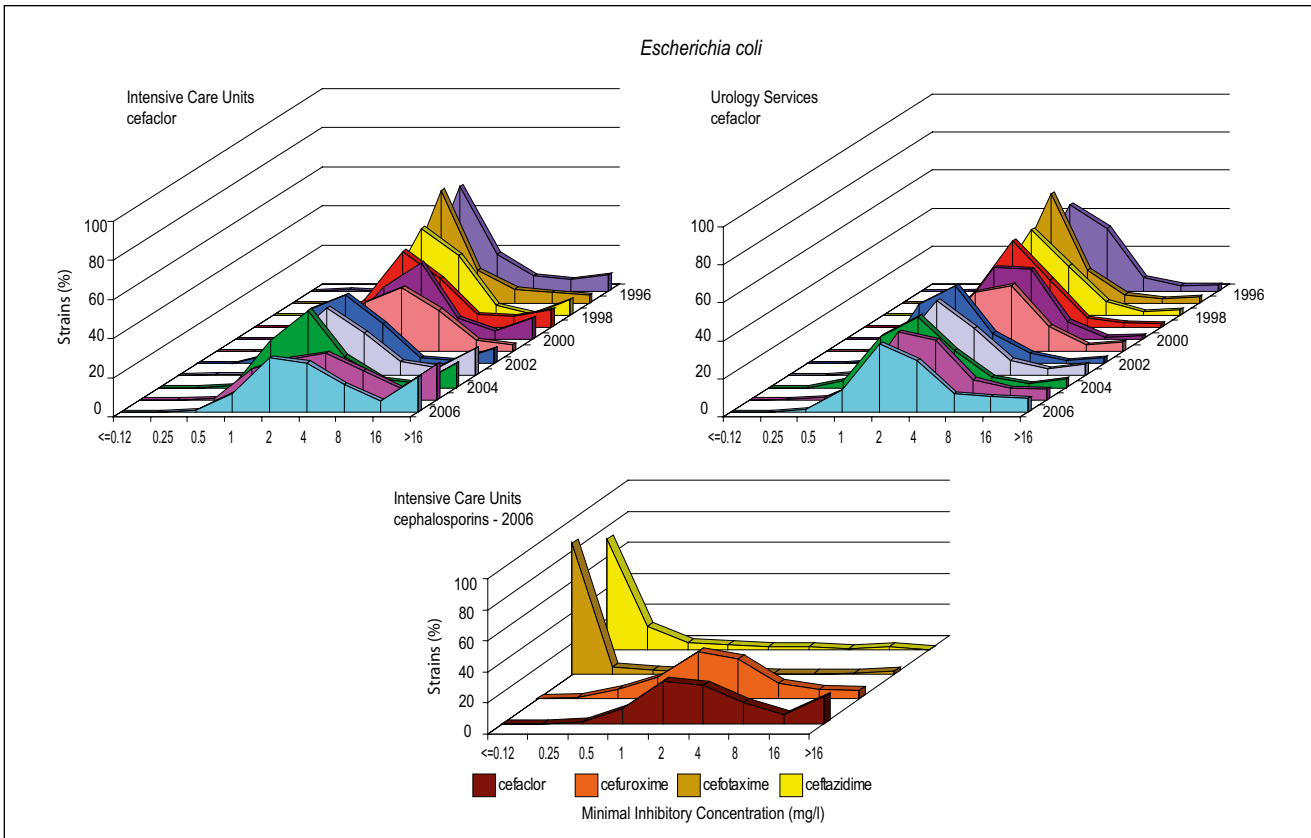 Escherichia coli
Intensive Care Units
cefaclor
Strains (%)
100
80
60
40
20
0
<=0.12 0.25 0.5 1 2 4 8 16 >16
1996
1998
2000
2002
2004
2006
Urology Services
cefaclor
Strains (%)
100
80
60
40
20
0
<=0.12 0.25 0.5 1 2 4 8 16 >16
1996
1998
2000
2002
2004
2006
Intensive Care Units
cephalosporins - 2006
Strains (%)
100
80
60
40
20
0
<=0.12 0.25 0.5 1 2 4 8 16 >16
cefaclor cefuroxime cefotaxime ceftazidime
Minimal Inhibitory Concentration (mg/l)